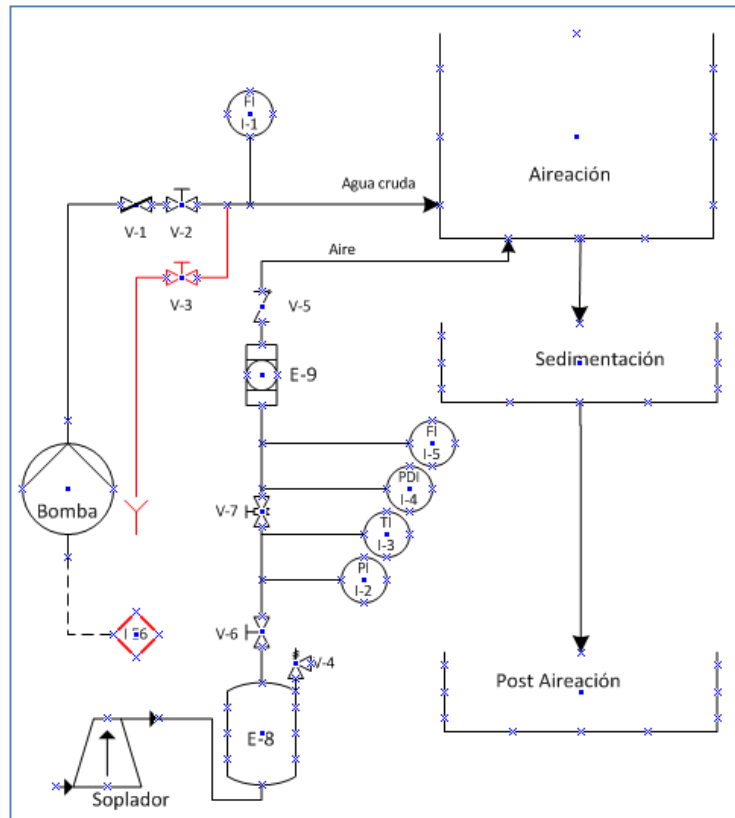 FI
I-1
Agua cruda
Aireación
V-1
V-2
Aire
V-3
V-5
Sedimentación
E-9
FI
I-5
PDI
I-4
Bomba
V-7
TI
I-3
PI
I-2
V-6
V-4
Post Aireación
E-8
Soplador